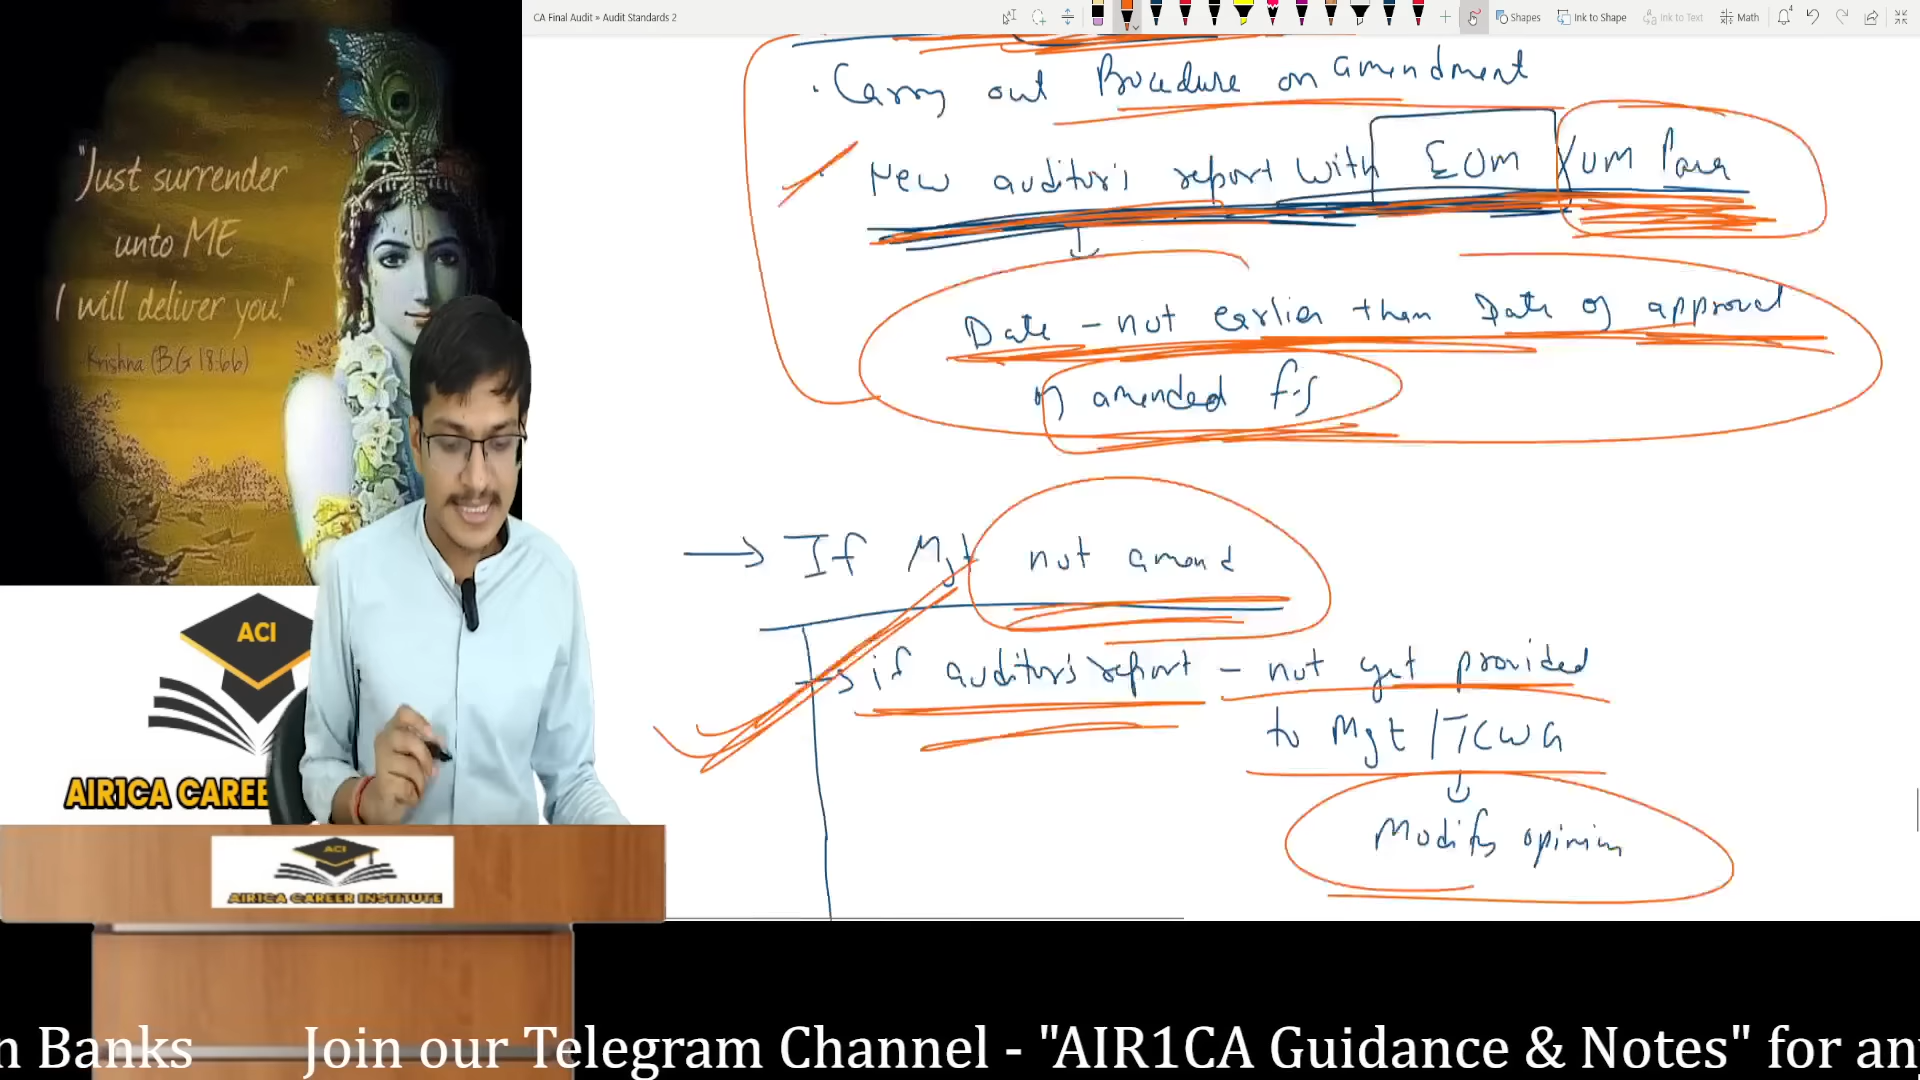 CA Final Audit » Audit Standards 2
Shapes
Ink to Shape
Ink to Text
Math
"Just surrender
unto ME
I will deliver you!"
Krishna (B.G 18:66)
· Carry out Procedure on amendment
New auditor's report with EOM / OM Para
Date - not earlier than Date of approval
of amended f.s
→ If Mgt not amend
→ if auditor's report - not yet provided
to Mgt / TCWG
Modify opinion
ACI
AIR1CA CAREE
ACI
AIR1CA CAREER INSTITUTE
n Banks Join our Telegram Channel - "AIR1CA Guidance & Notes" for an